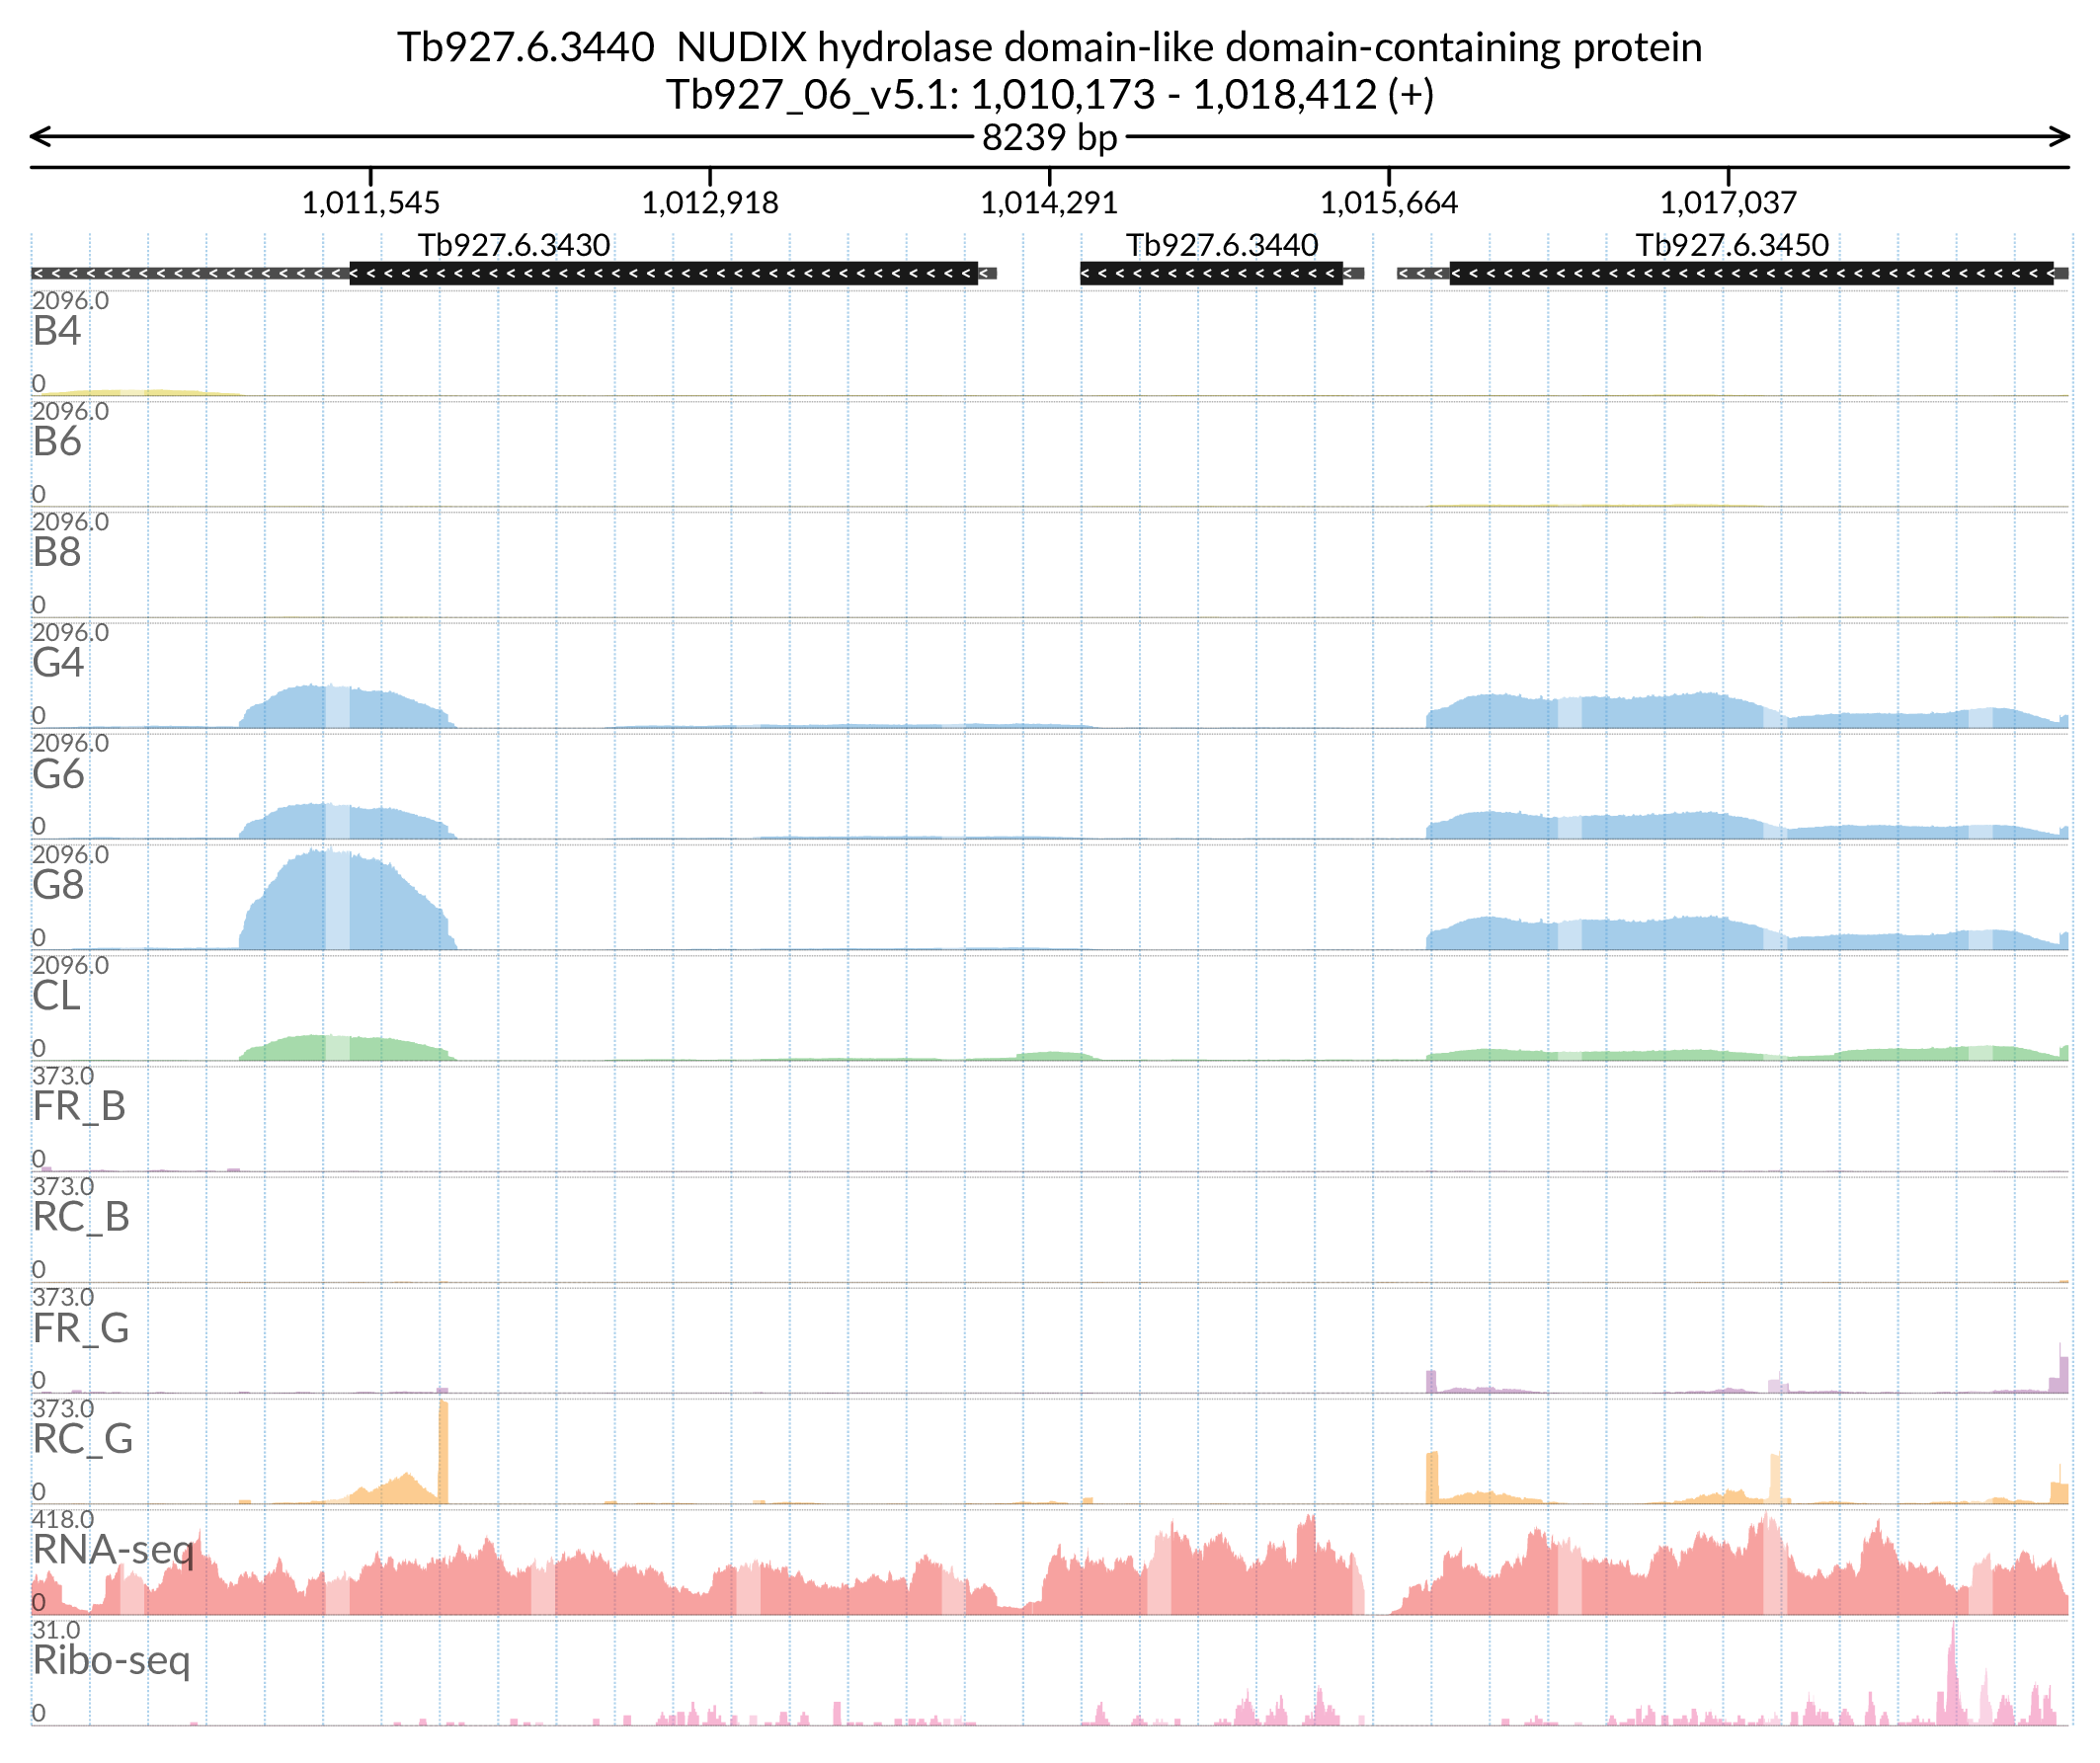 Tb927.6.3440  NUDIX hydrolase domain-like domain-containing protein
Tb927_06_v5.1: 1,010,173 - 1,018,412 (+)
8239 bp
1,011,545 1,012,918 1,014,291 1,015,664 1,017,037
Tb927.6.3430 Tb927.6.3440 Tb927.6.3450
2096.0
B4
0
2096.0
B6
0
2096.0
B8
0
2096.0
G4
0
2096.0
G6
0
2096.0
G8
0
2096.0
CL
0
373.0
FR_B
0
373.0
RC_B
0
373.0
FR_G
0
373.0
RC_G
0
418.0
RNA-seq
0
31.0
Ribo-seq
0